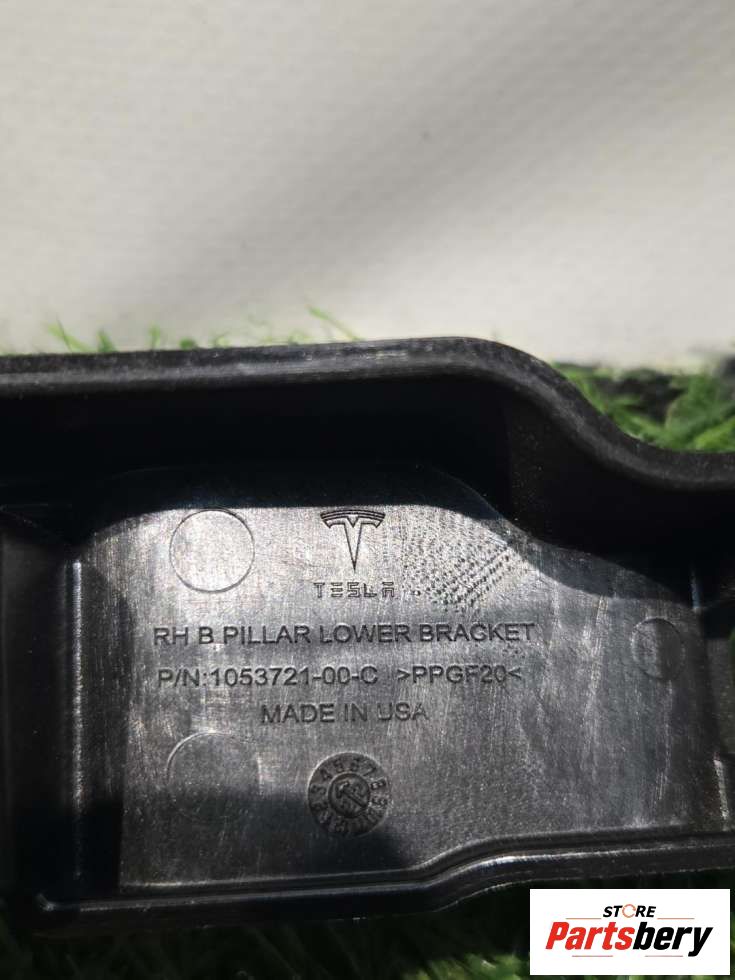 TESLA
RH B PILLAR LOWER BRACKET
P/N:1053721-00-C >PPGF20<
MADE IN USA
STORE
Partsbery